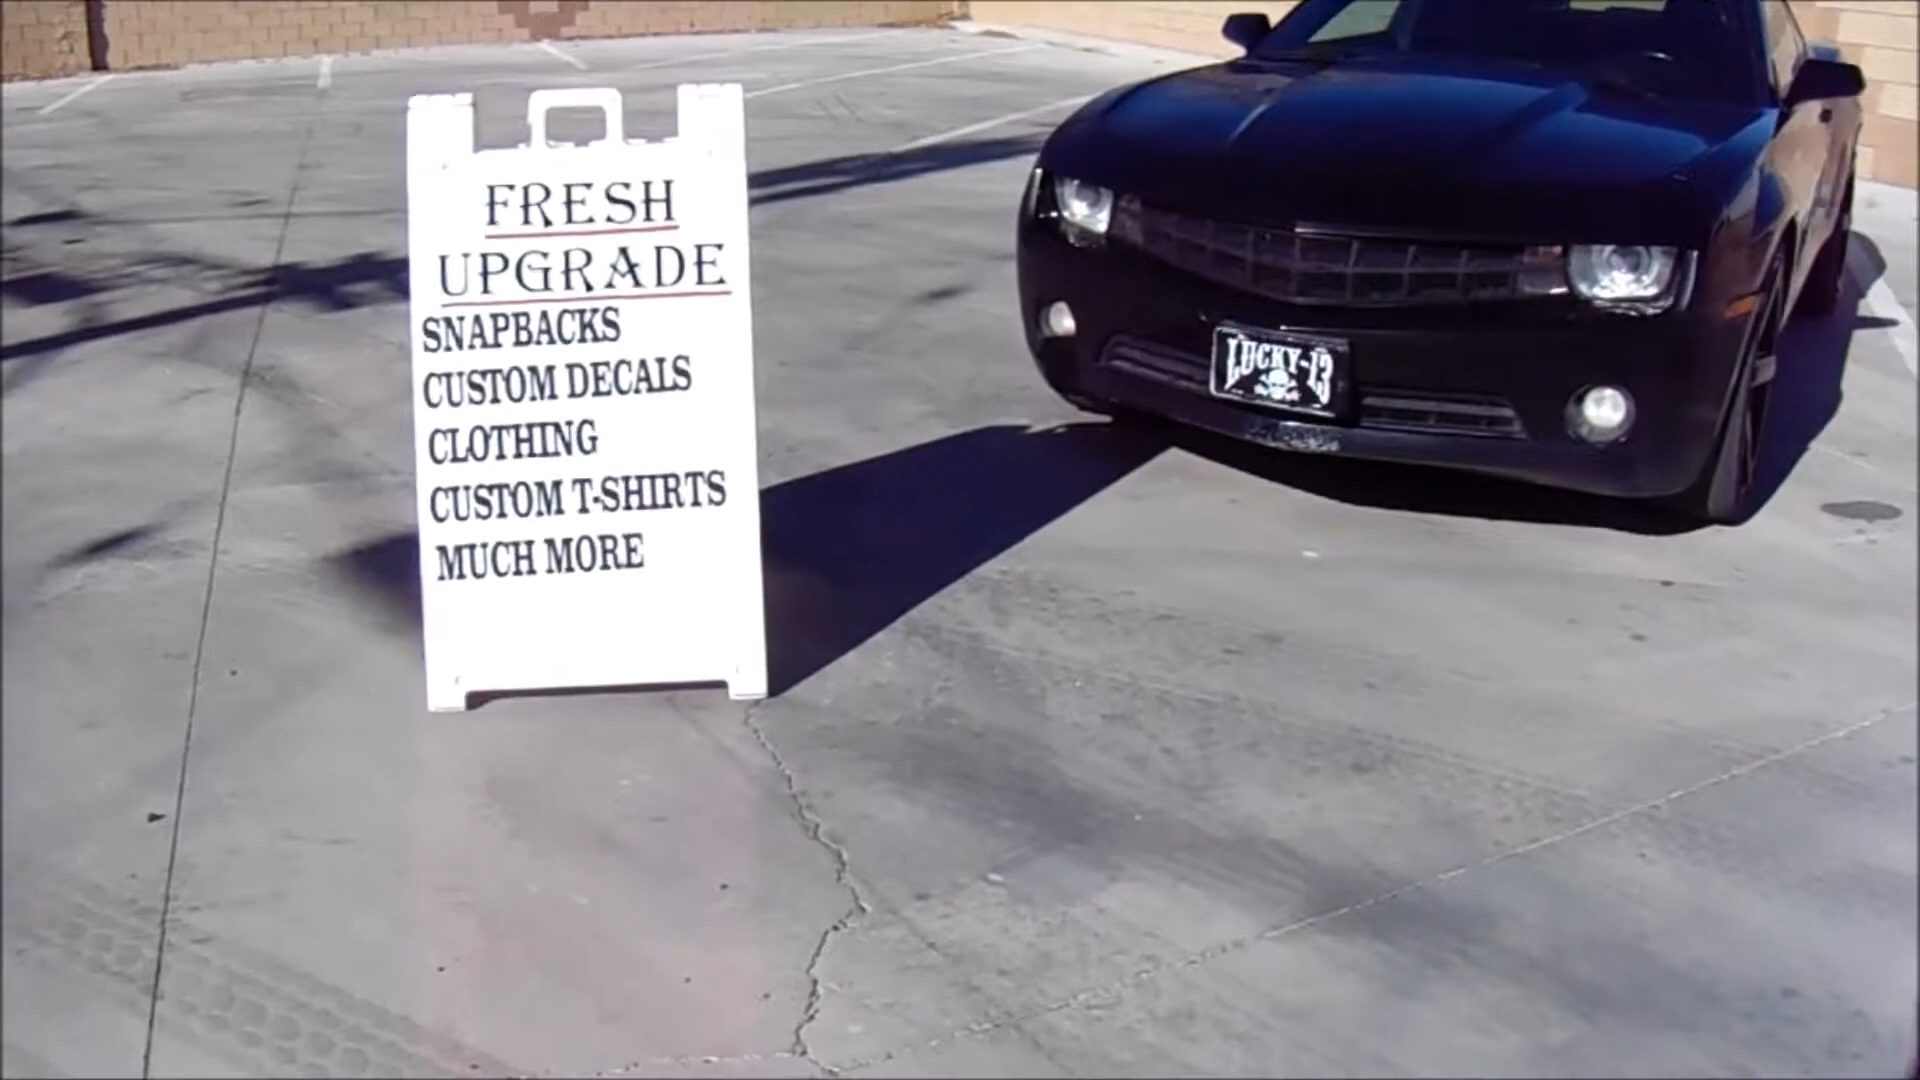 FRESH
UPGRADE
SNAPBACKS
CUSTOM DECALS
CLOTHING
CUSTOM T-SHIRTS
MUCH MORE
LUCKY-13